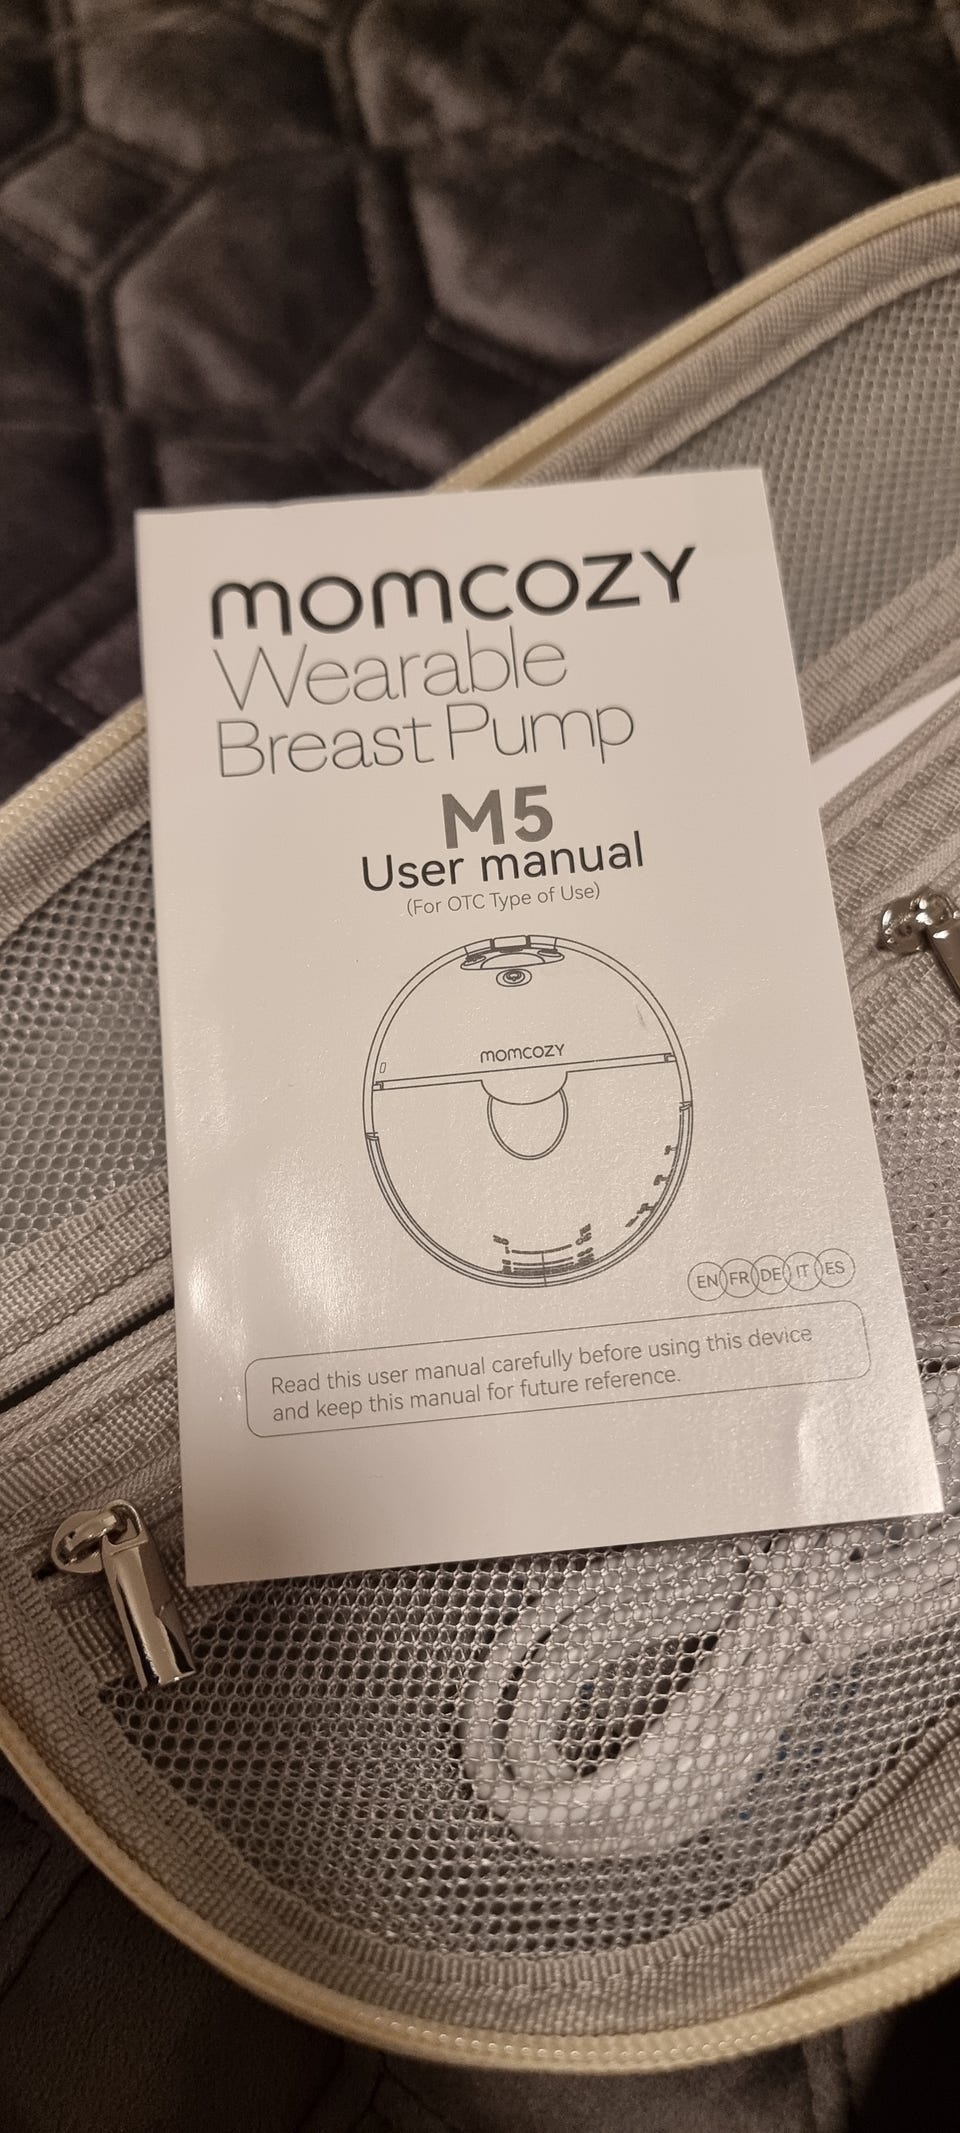 momcozy
Wearable
Breast Pump
M5
User manual
(For OTC Type of Use)
momcozy
EN FR DE IT ES
Read this user manual carefully before using this device
and keep this manual for future reference.